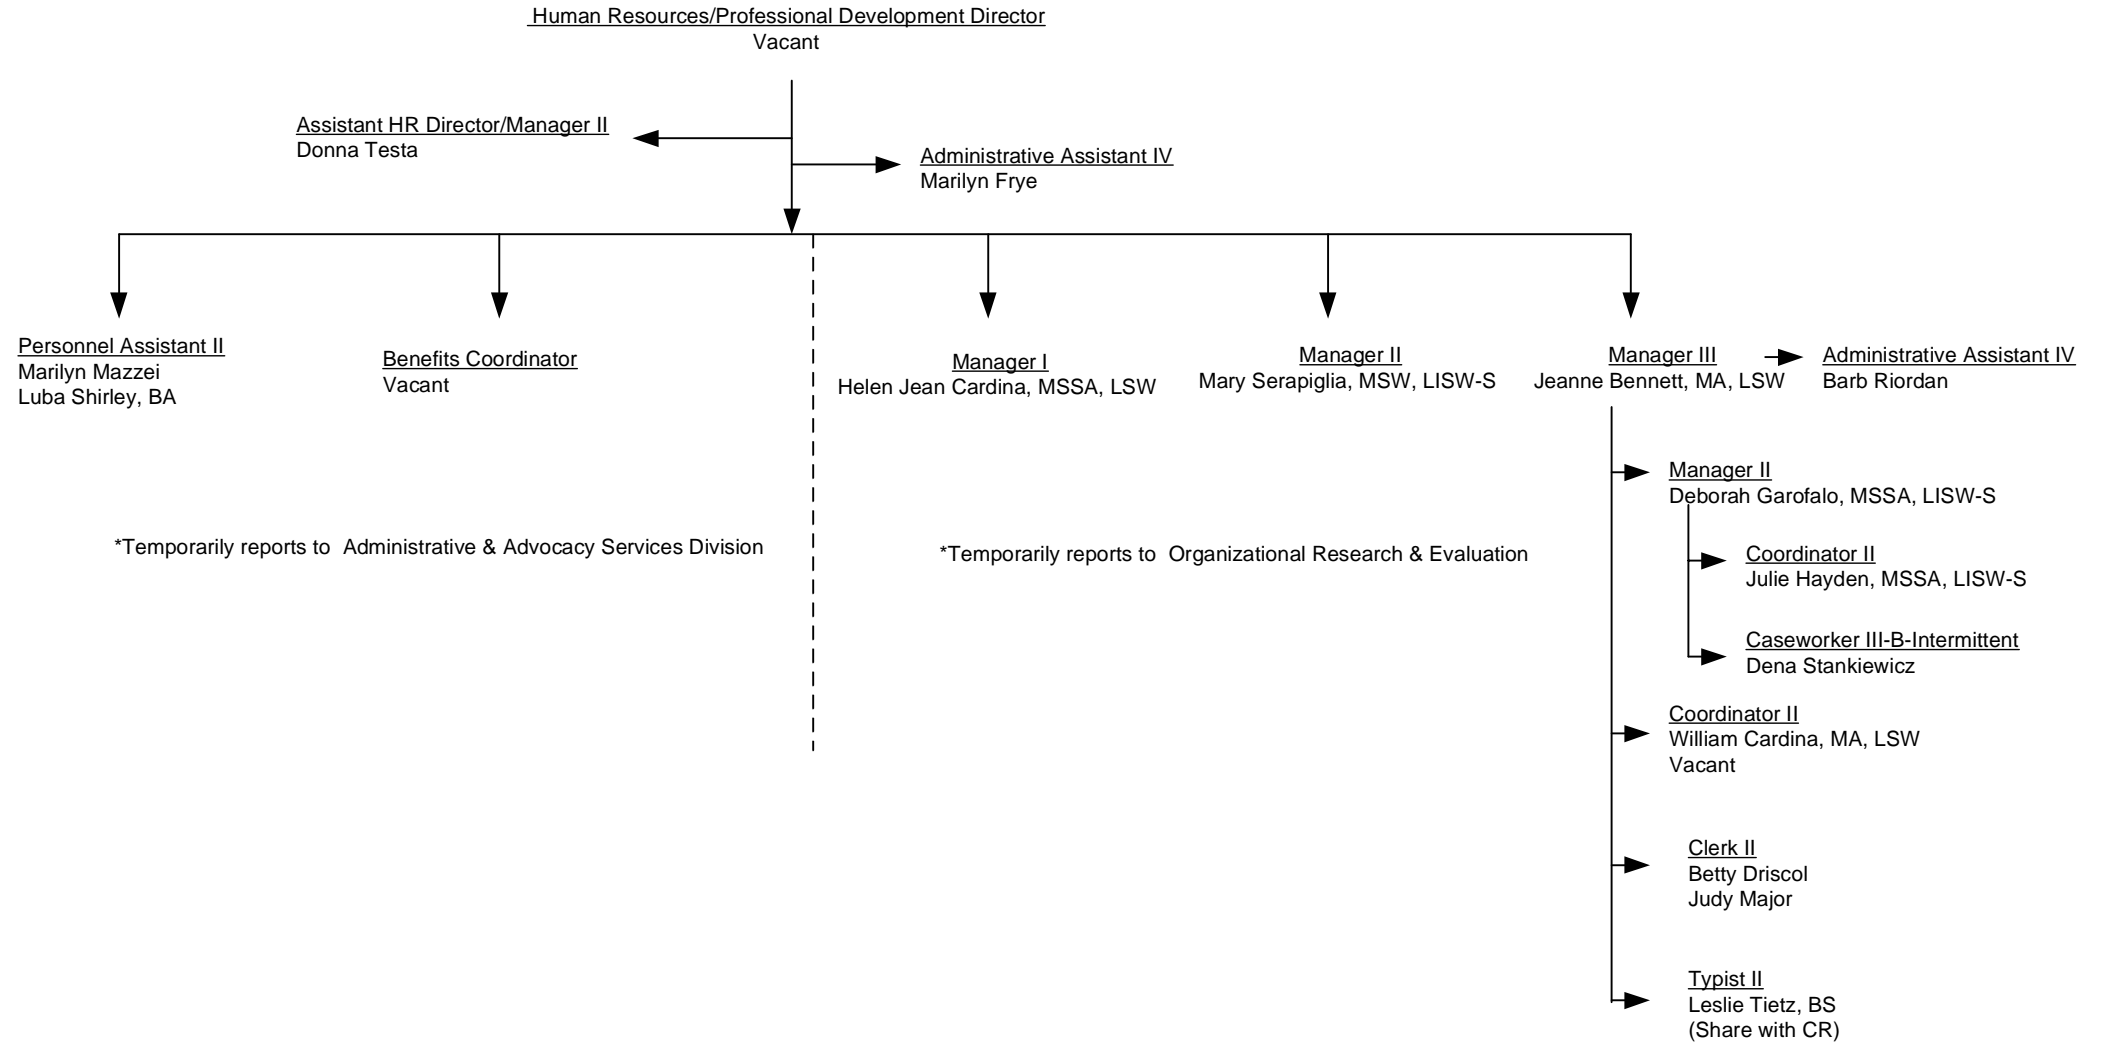 Human Resources/Professional Development Director
Vacant
Assistant HR Director/Manager II
Donna Testa
Administrative Assistant IV
Marilyn Frye
Personnel Assistant II
Marilyn Mazzei
Luba Shirley, BA
Benefits Coordinator
Vacant
Manager I
Helen Jean Cardina, MSSA, LSW
Manager II
Mary Serapiglia, MSW, LISW-S
Manager III
Jeanne Bennett, MA, LSW
Administrative Assistant IV
Barb Riordan
Manager II
Deborah Garofalo, MSSA, LISW-S
*Temporarily reports to  Administrative & Advocacy Services Division
*Temporarily reports to  Organizational Research & Evaluation
Coordinator II
Julie Hayden, MSSA, LISW-S
Caseworker III-B-Intermittent
Dena Stankiewicz
Coordinator II
William Cardina, MA, LSW
Vacant
Clerk II
Betty Driscol
Judy Major
Typist II
Leslie Tietz, BS
(Share with CR)